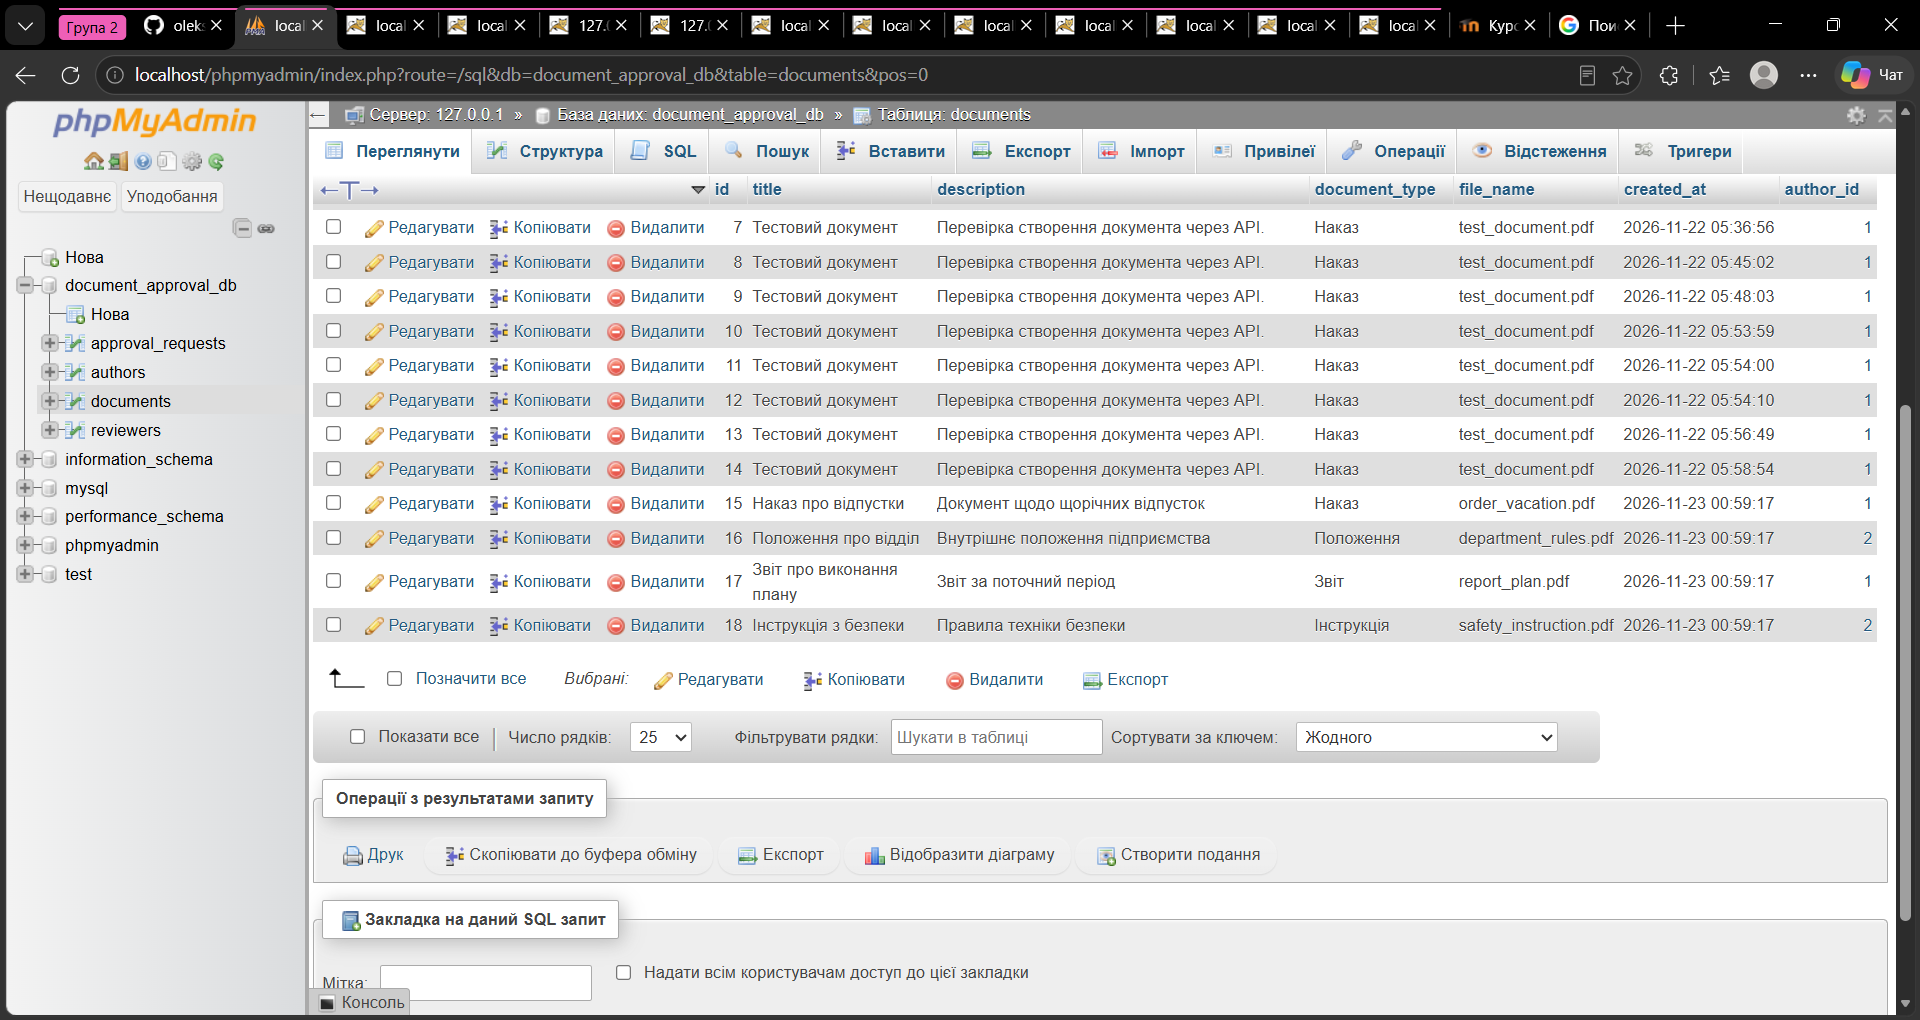 Група 2
olek
local
local
local
127.
127.
local
local
local
local
local
local
local
Курс
Пои
localhost/phpmyadmin/index.php?route=/sql&db=document_approval_db&table=documents&pos=0
Чат
phpMyAdmin
Нещодавнє
Уподобання
Нова
document_approval_db
Нова
approval_requests
authors
documents
reviewers
information_schema
mysql
performance_schema
phpmyadmin
test
Сервер: 127.0.0.1 » База даних: document_approval_db » Таблиця: documents
Переглянути Структура SQL Пошук Вставити Експорт Імпорт Привілеї Операції Відстеження Тригери
id title description document_type file_name created_at author_id
Редагувати Копіювати Видалити 7 Тестовий документ Перевірка створення документа через API. Наказ test_document.pdf 2026-11-22 05:36:56 1
Редагувати Копіювати Видалити 8 Тестовий документ Перевірка створення документа через API. Наказ test_document.pdf 2026-11-22 05:45:02 1
Редагувати Копіювати Видалити 9 Тестовий документ Перевірка створення документа через API. Наказ test_document.pdf 2026-11-22 05:48:03 1
Редагувати Копіювати Видалити 10 Тестовий документ Перевірка створення документа через API. Наказ test_document.pdf 2026-11-22 05:53:59 1
Редагувати Копіювати Видалити 11 Тестовий документ Перевірка створення документа через API. Наказ test_document.pdf 2026-11-22 05:54:00 1
Редагувати Копіювати Видалити 12 Тестовий документ Перевірка створення документа через API. Наказ test_document.pdf 2026-11-22 05:54:10 1
Редагувати Копіювати Видалити 13 Тестовий документ Перевірка створення документа через API. Наказ test_document.pdf 2026-11-22 05:56:49 1
Редагувати Копіювати Видалити 14 Тестовий документ Перевірка створення документа через API. Наказ test_document.pdf 2026-11-22 05:58:54 1
Редагувати Копіювати Видалити 15 Наказ про відпустки Документ щодо щорічних відпусток Наказ order_vacation.pdf 2026-11-23 00:59:17 1
Редагувати Копіювати Видалити 16 Положення про відділ Внутрішнє положення підприємства Положення department_rules.pdf 2026-11-23 00:59:17 2
Редагувати Копіювати Видалити 17 Звіт про виконання плану Звіт за поточний період Звіт report_plan.pdf 2026-11-23 00:59:17 1
Редагувати Копіювати Видалити 18 Інструкція з безпеки Правила техніки безпеки Інструкція safety_instruction.pdf 2026-11-23 00:59:17 2
Позначити все Вибрані: Редагувати Копіювати Видалити Експорт
Показати все Число рядків: 25 Фільтрувати рядки: Шукати в таблиці Сортувати за ключем: Жодного
Операції з результатами запиту
Друк Скопіювати до буфера обміну Експорт Відобразити діаграму Створити подання
Закладка на даний SQL запит
Мітка: Надати всім користувачам доступ до цієї закладки
Консоль